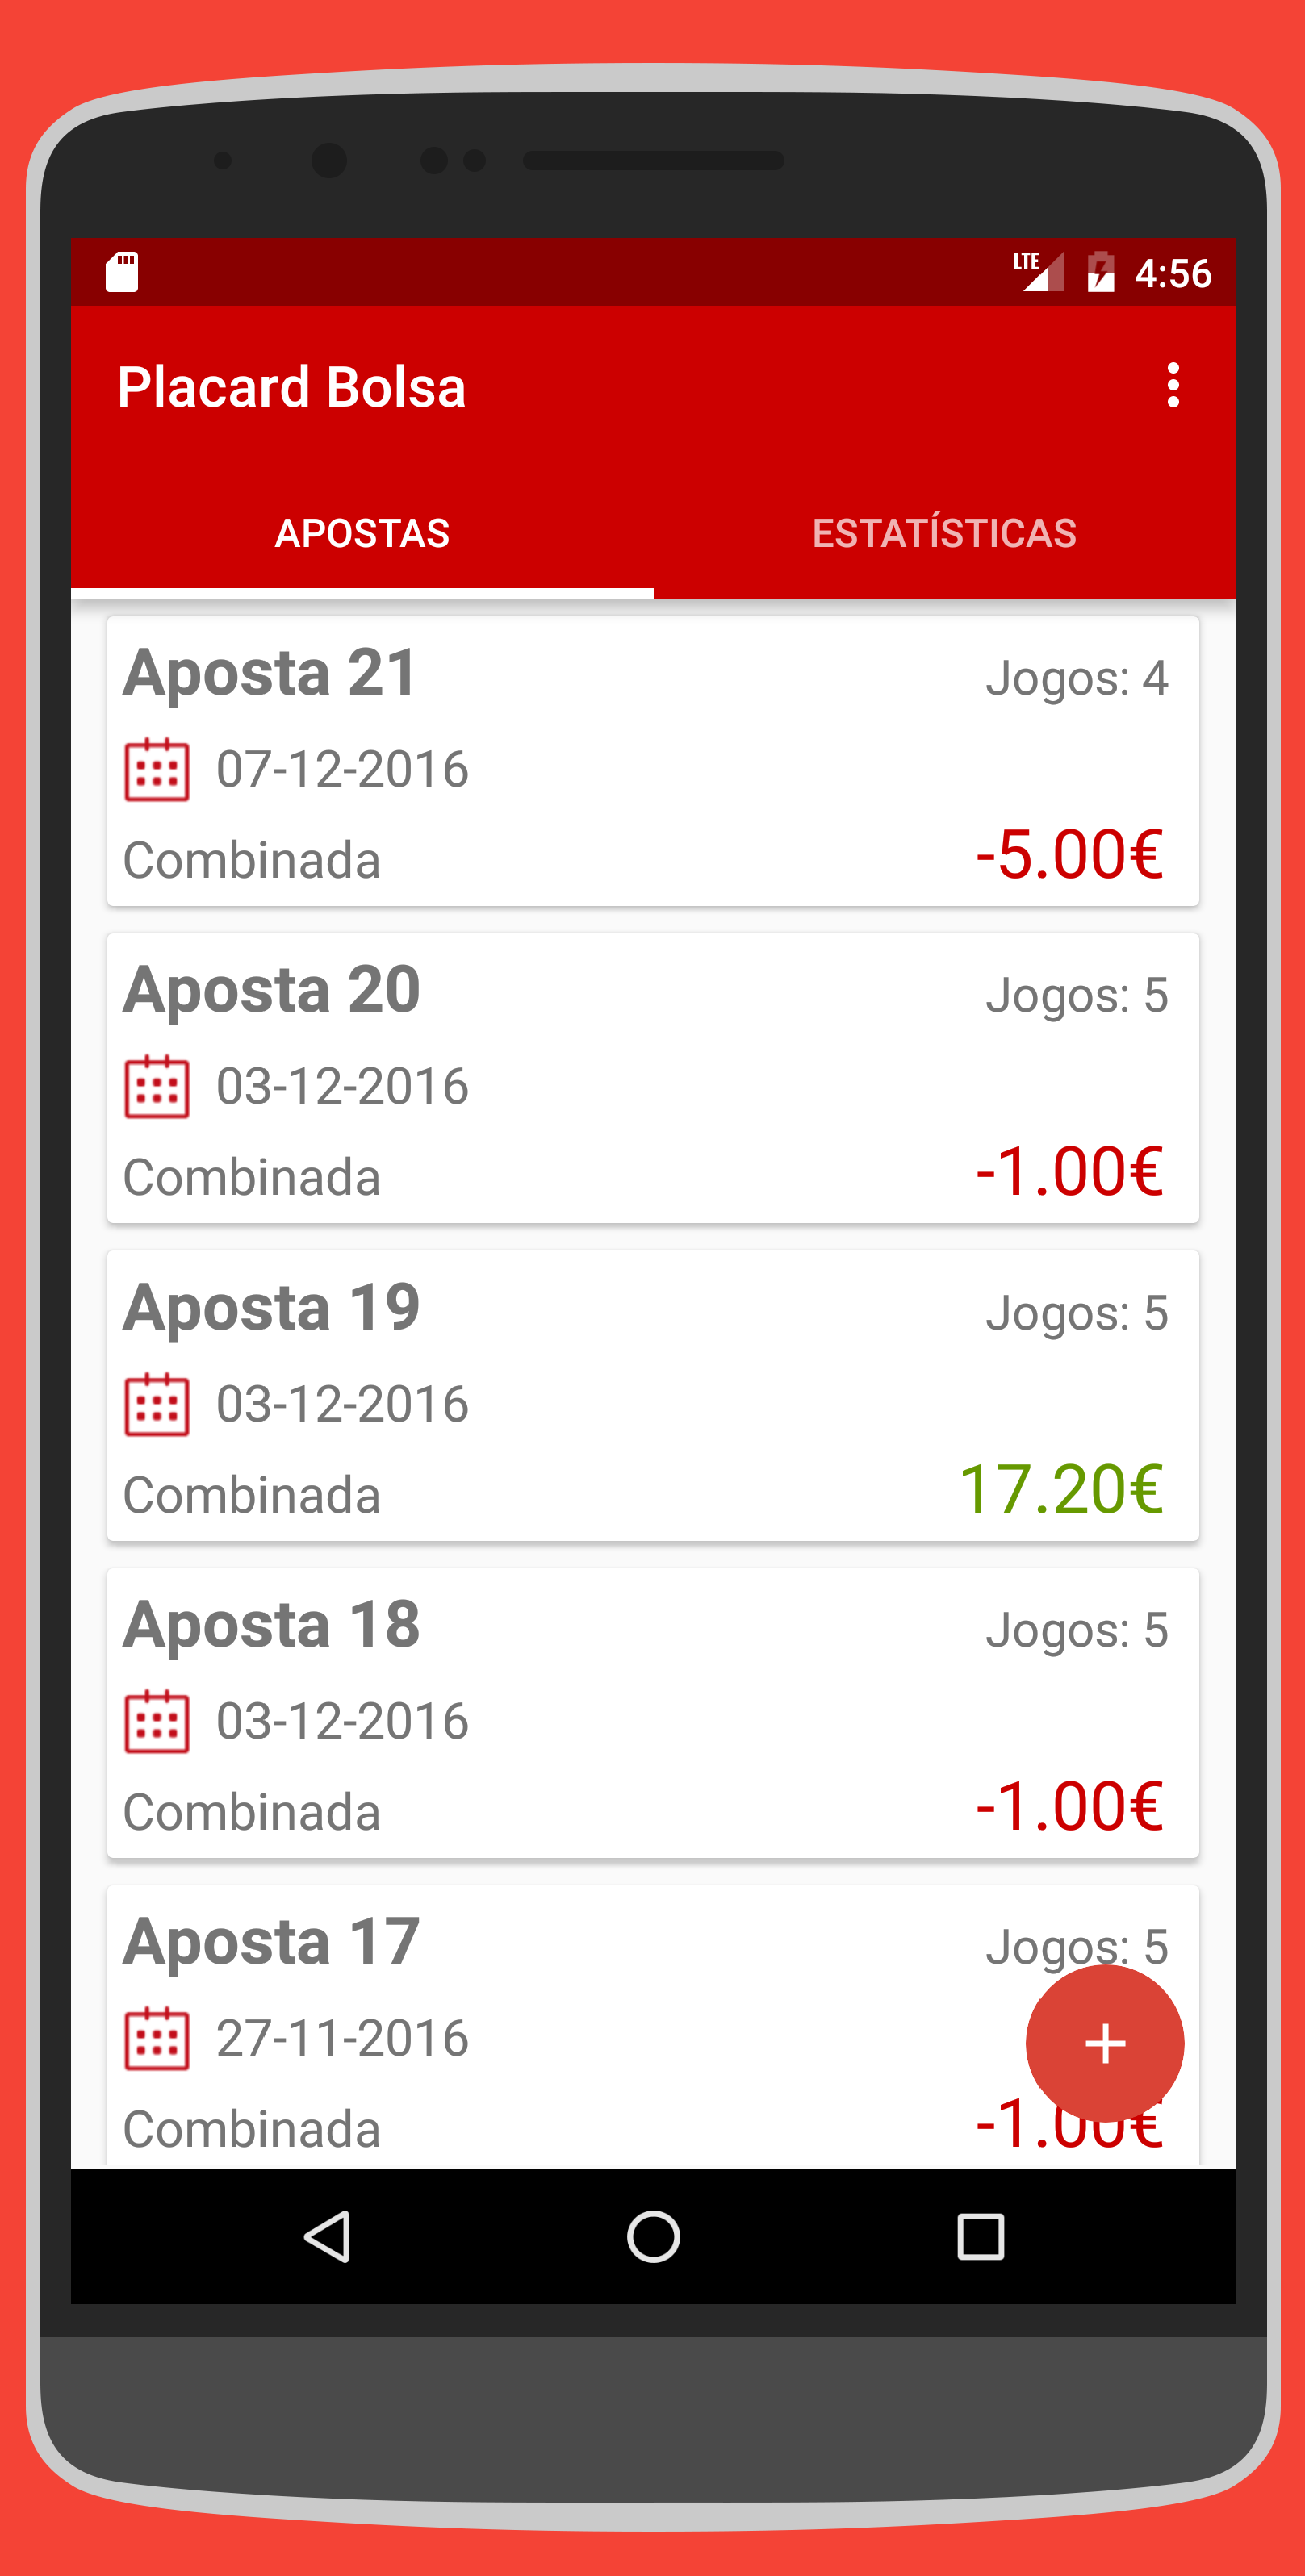 LTE 4:56
Placard Bolsa
APOSTAS ESTATÍSTICAS
Aposta 21 Jogos: 4
07-12-2016
Combinada -5.00€
Aposta 20 Jogos: 5
03-12-2016
Combinada -1.00€
Aposta 19 Jogos: 5
03-12-2016
Combinada 17.20€
Aposta 18 Jogos: 5
03-12-2016
Combinada -1.00€
Aposta 17 Jogos: 5
27-11-2016
+
Combinada -1.00€